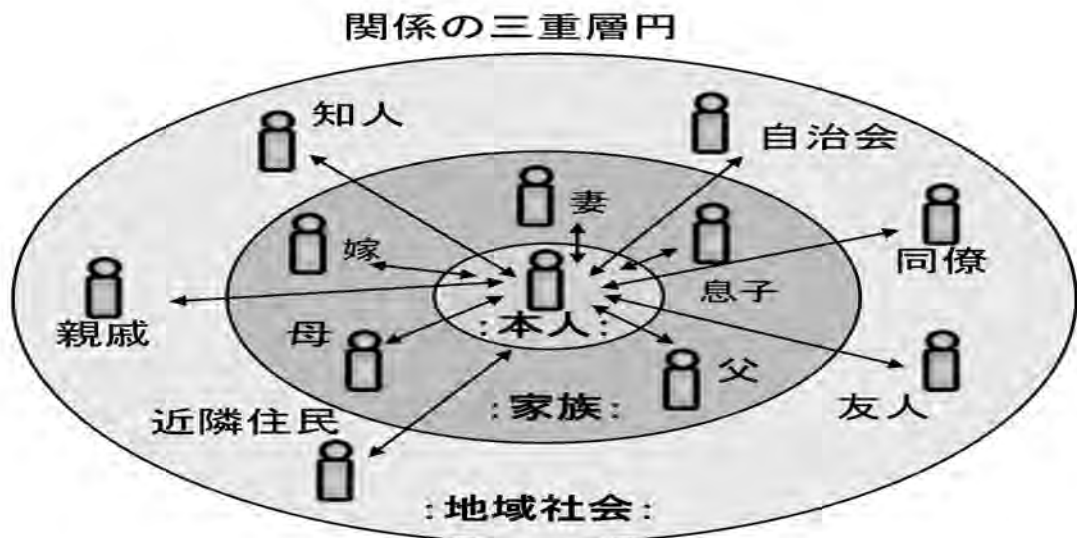 関係の三重層円
知人
自治会
妻
嫁
同僚
息子
親戚
:本人:
母
父
友人
:家族:
近隣住民
:地域社会: